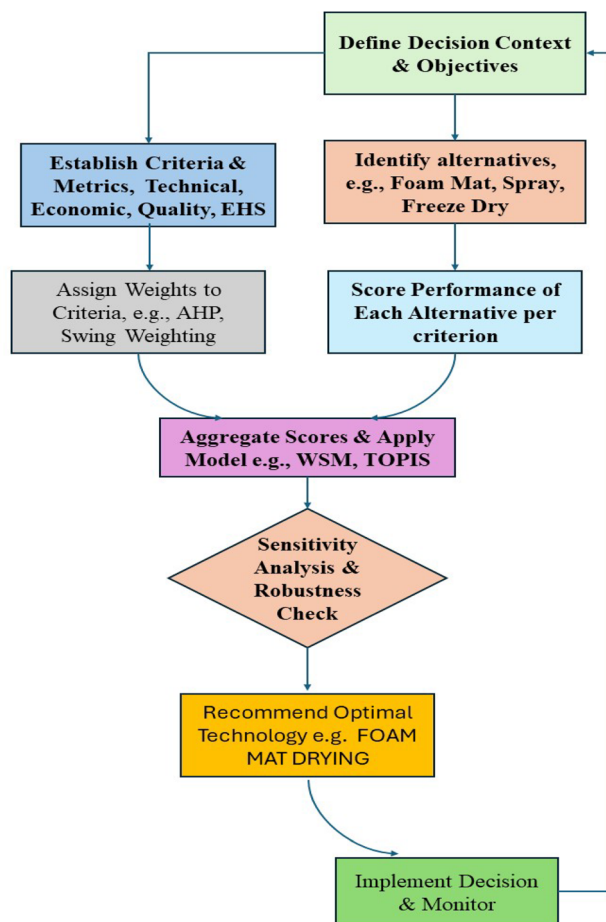 Define Decision Context
& Objectives
Establish Criteria &
Metrics, Technical,
Economic, Quality, EHS
Identify alternatives,
e.g., Foam Mat, Spray,
Freeze Dry
Assign Weights to
Criteria, e.g., AHP,
Swing Weighting
Score Performance of
Each Alternative per
criterion
Aggregate Scores & Apply
Model e.g., WSM, TOPIS
Sensitivity
Analysis &
Robustness
Check
Recommend Optimal
Technology e.g. FOAM
MAT DRYING
Implement Decision
& Monitor